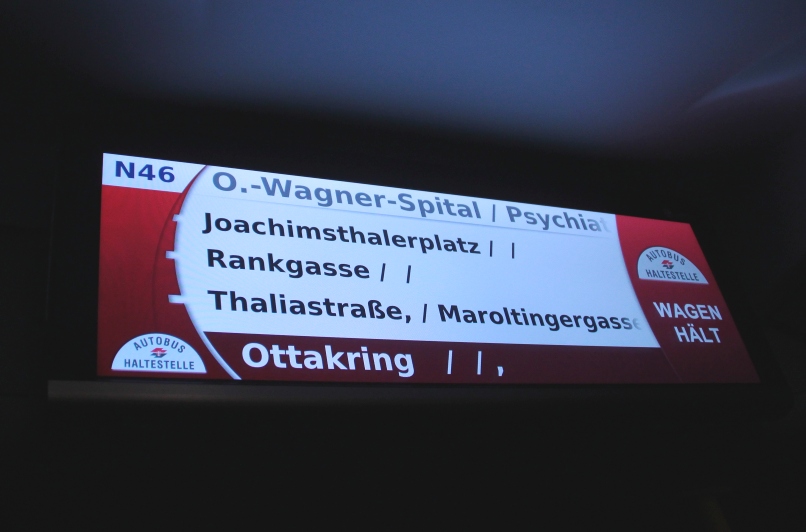 N46
O.-Wagner-Spital / Psychiat
Joachimsthalerplatz / /
Rankgasse / /
Thaliastraße, / Maroltingergasse
Ottakring / / ,
AUTOBUS
HALTESTELLE
AUTOBUS
HALTESTELLE
WAGEN
HÄLT